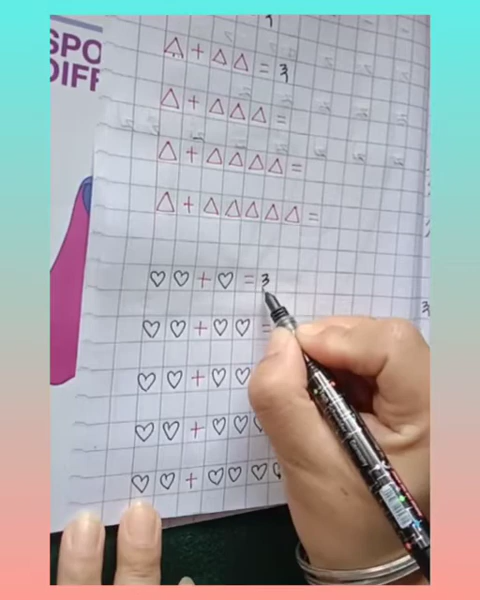 SPO
DIFF
△ + △ △ = 3
△ + △ △ △ =
△ + △ △ △ △ =
△ + △ △ △ △ △ =
♡ ♡ + ♡ = 3
♡ ♡ + ♡ ♡ =
♡ ♡ + ♡ ♡
♡ ♡ + ♡ ♡
♡ ♡ + ♡ ♡ ♡